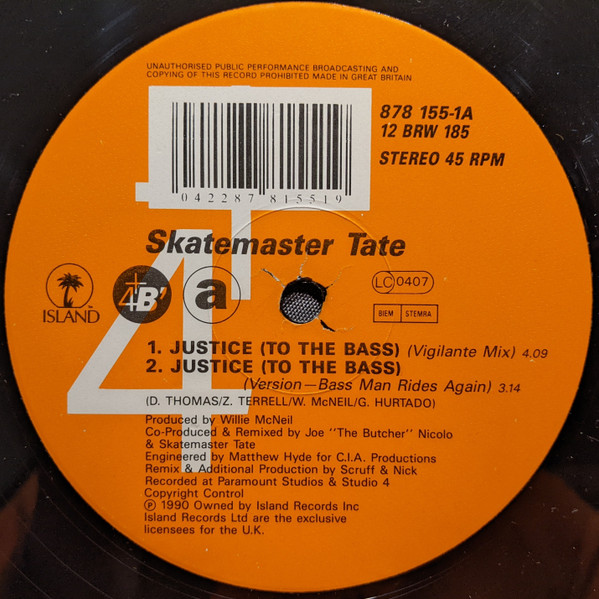 UNAUTHORISED PUBLIC PERFORMANCE BROADCASTING AND
COPYING OF THIS RECORD PROHIBITED MADE IN GREAT BRITAIN
878 155-1A
12 BRW 185
STEREO 45 RPM
042287 815519
Skatemaster Tate
ISLAND
4th
+
B'
a
LC 0407
BIEM STEMRA
1. JUSTICE (TO THE BASS) (Vigilante Mix) 4.09
2. JUSTICE (TO THE BASS)
(Version—Bass Man Rides Again) 3.14
(D. THOMAS/Z. TERRELL/W. McNEIL/G. HURTADO)
Produced by Willie McNeil
Co-Produced & Remixed by Joe "The Butcher" Nicolo
& Skatemaster Tate
Engineered by Matthew Hyde for C.I.A. Productions
Remix & Additional Production by Scruff & Nick
Recorded at Paramount Studios & Studio 4
Copyright Control
℗ 1990 Owned by Island Records Inc
Island Records Ltd are the exclusive
licensees for the U.K.